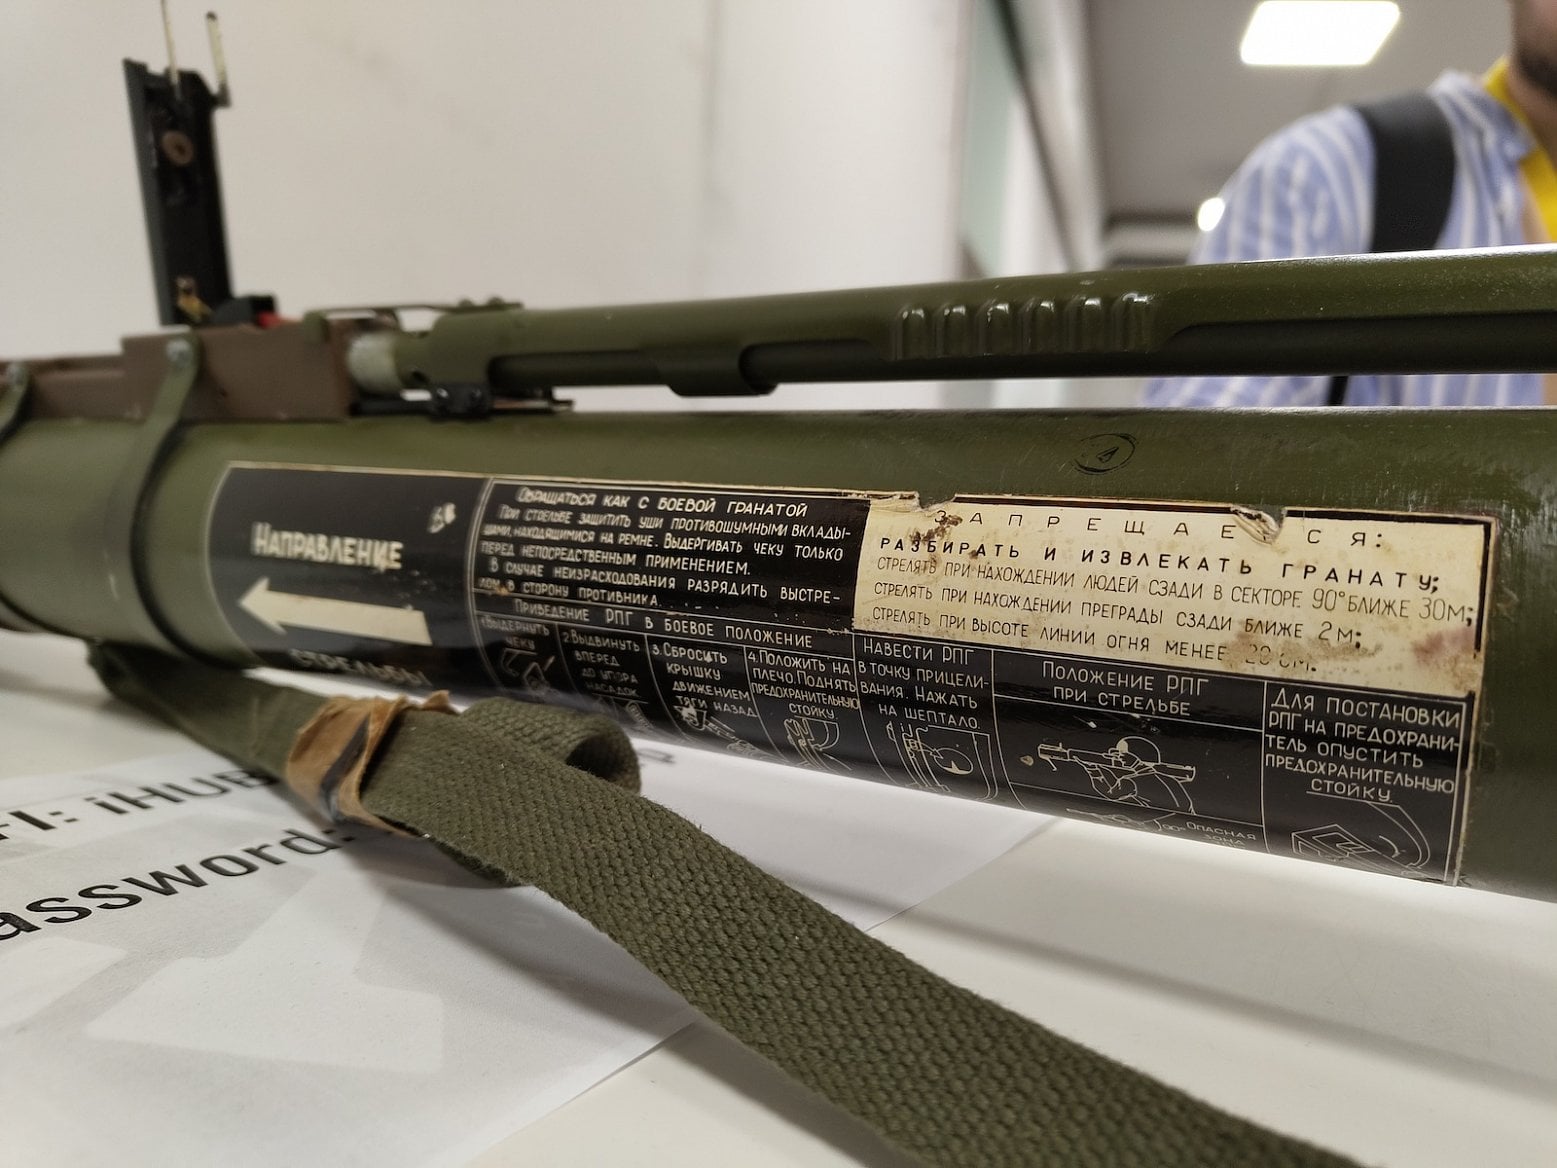 НАПРАВЛЕНИЕ
СТРЕЛЬБЫ
ОБРАЩАТЬСЯ КАК С БОЕВОЙ ГРАНАТОЙ
ПРИ СТРЕЛЬБЕ ЗАЩИТИТЬ УШИ ПРОТИВОШУМНЫМИ ВКЛАДЫ-
ШАМИ, НАХОДЯЩИМИСЯ НА РЕМНЕ. ВЫДЕРГИВАТЬ ЧЕКУ ТОЛЬКО
ПЕРЕД НЕПОСРЕДСТВЕННЫМ ПРИМЕНЕНИЕМ.
В СЛУЧАЕ НЕИЗРАСХОДОВАНИЯ РАЗРЯДИТЬ ВЫСТРЕ-
ЛОМ В СТОРОНУ ПРОТИВНИКА.
З А П Р Е Щ А Е Т С Я:
РАЗБИРАТЬ И ИЗВЛЕКАТЬ ГРАНАТУ;
СТРЕЛЯТЬ ПРИ НАХОЖДЕНИИ ЛЮДЕЙ СЗАДИ В СЕКТОРЕ 90° БЛИЖЕ 30М;
СТРЕЛЯТЬ ПРИ НАХОЖДЕНИИ ПРЕГРАДЫ СЗАДИ БЛИЖЕ 2М;
СТРЕЛЯТЬ ПРИ ВЫСОТЕ ЛИНИИ ОГНЯ МЕНЕЕ 20 СМ.
ПРИВЕДЕНИЕ РПГ В БОЕВОЕ ПОЛОЖЕНИЕ
1. ВЫДЕРНУТЬ
ЧЕКУ
2. ВЫДВИНУТЬ
ВПЕРЕД
ДО УПОРА
НАСАДОК
3. СБРОСИТЬ
КРЫШКУ
ДВИЖЕНИЕМ
ТЯГИ НАЗАД
4. ПОЛОЖИТЬ НА
ПЛЕЧО. ПОДНЯТЬ
ПРЕДОХРАНИТЕЛЬНУЮ
СТОЙКУ.
НАВЕСТИ РПГ
В ТОЧКУ ПРИЦЕЛИ-
ВАНИЯ. НАЖАТЬ
НА ШЕПТАЛО.
ПОЛОЖЕНИЕ РПГ
ПРИ СТРЕЛЬБЕ
90°
ОПАСНАЯ
ЗОНА
ДЛЯ ПОСТАНОВКИ
РПГ НА ПРЕДОХРАНИ-
ТЕЛЬ ОПУСТИТЬ
ПРЕДОХРАНИТЕЛЬНУЮ
СТОЙКУ
FI: iHUB
assword: